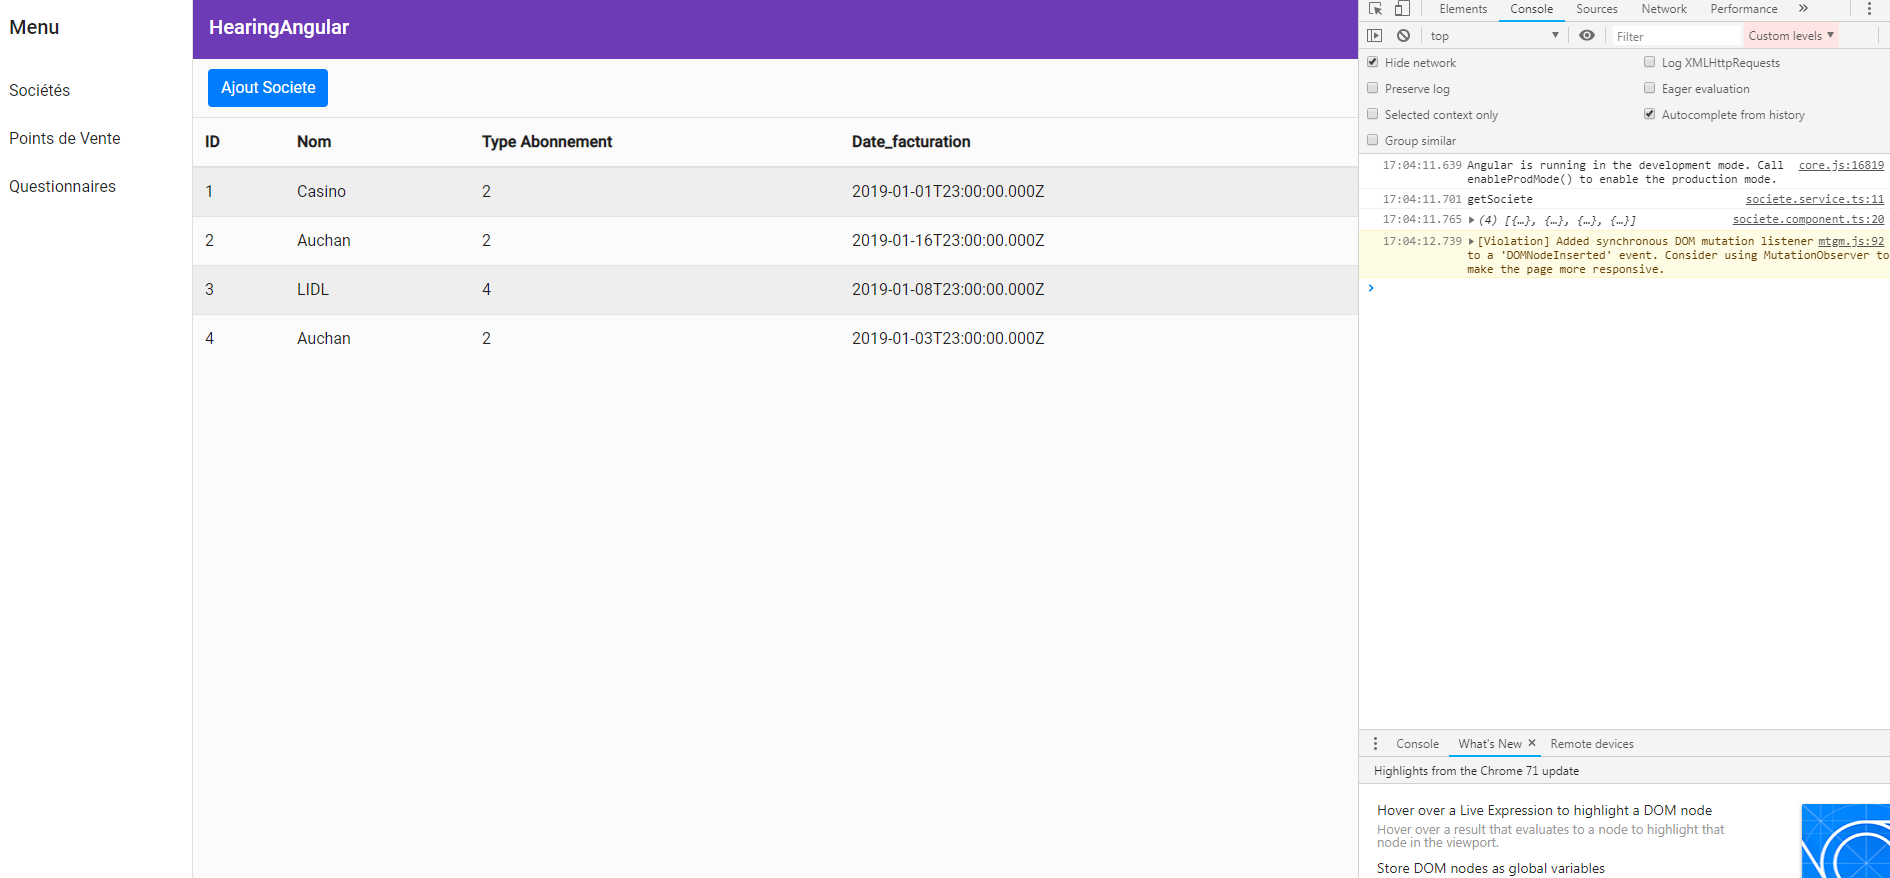 Menu
Sociétés
Points de Vente
Questionnaires
HearingAngular
Ajout Societe
ID Nom Type Abonnement Date_facturation
1 Casino 2 2019-01-01T23:00:00.000Z
2 Auchan 2 2019-01-16T23:00:00.000Z
3 LIDL 4 2019-01-08T23:00:00.000Z
4 Auchan 2 2019-01-03T23:00:00.000Z
Elements Console Sources Network Performance »
top Filter Custom levels
Hide network Log XMLHttpRequests
Preserve log Eager evaluation
Selected context only Autocomplete from history
Group similar
17:04:11.639 Angular is running in the development mode. Call core.js:16819
enableProdMode() to enable the production mode.
17:04:11.701 getSociete societe.service.ts:11
17:04:11.765 (4) [{…}, {…}, {…}, {…}] societe.component.ts:20
17:04:12.739 [Violation] Added synchronous DOM mutation listener mtgm.js:92
to a 'DOMNodeInserted' event. Consider using MutationObserver to
make the page more responsive.
Console What's New × Remote devices
Highlights from the Chrome 71 update
Hover over a Live Expression to highlight a DOM node
Hover over a result that evaluates to a node to highlight that
node in the viewport.
Store DOM nodes as global variables